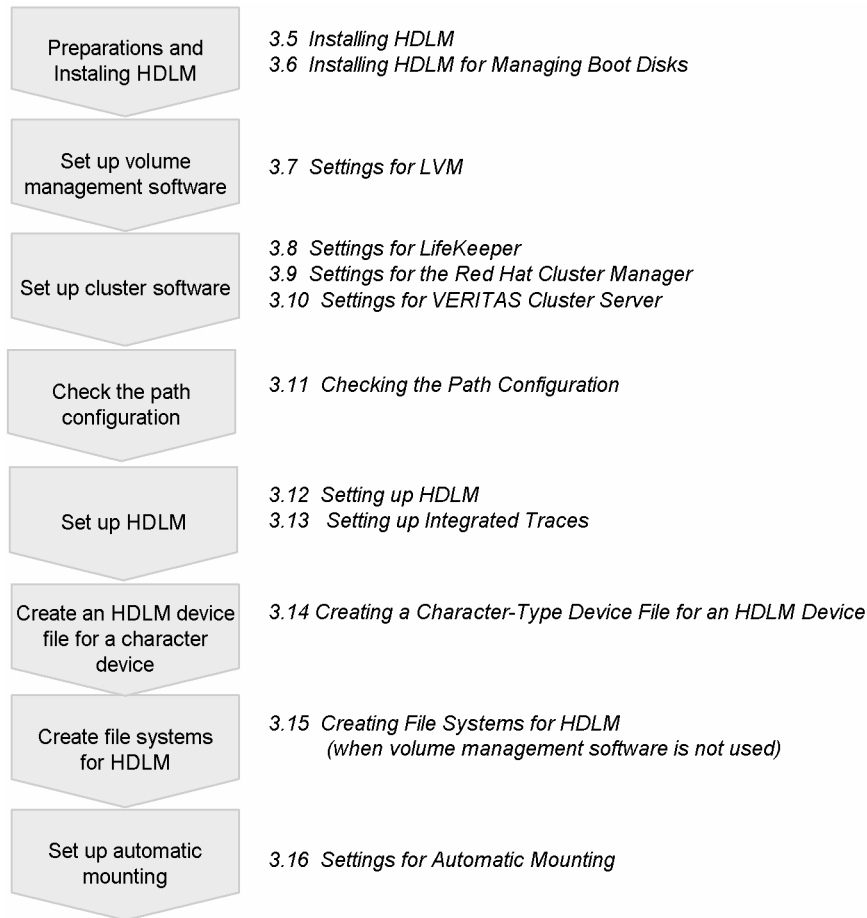 Preparations and
Instaling HDLM
3.5 Installing HDLM
3.6 Installing HDLM for Managing Boot Disks
Set up volume
management software
3.7 Settings for LVM
Set up cluster software
3.8 Settings for LifeKeeper
3.9 Settings for the Red Hat Cluster Manager
3.10 Settings for VERITAS Cluster Server
Check the path
configuration
3.11 Checking the Path Configuration
Set up HDLM
3.12 Setting up HDLM
3.13 Setting up Integrated Traces
Create an HDLM device
file for a character
device
3.14 Creating a Character-Type Device File for an HDLM Device
Create file systems
for HDLM
3.15 Creating File Systems for HDLM
(when volume management software is not used)
Set up automatic
mounting
3.16 Settings for Automatic Mounting